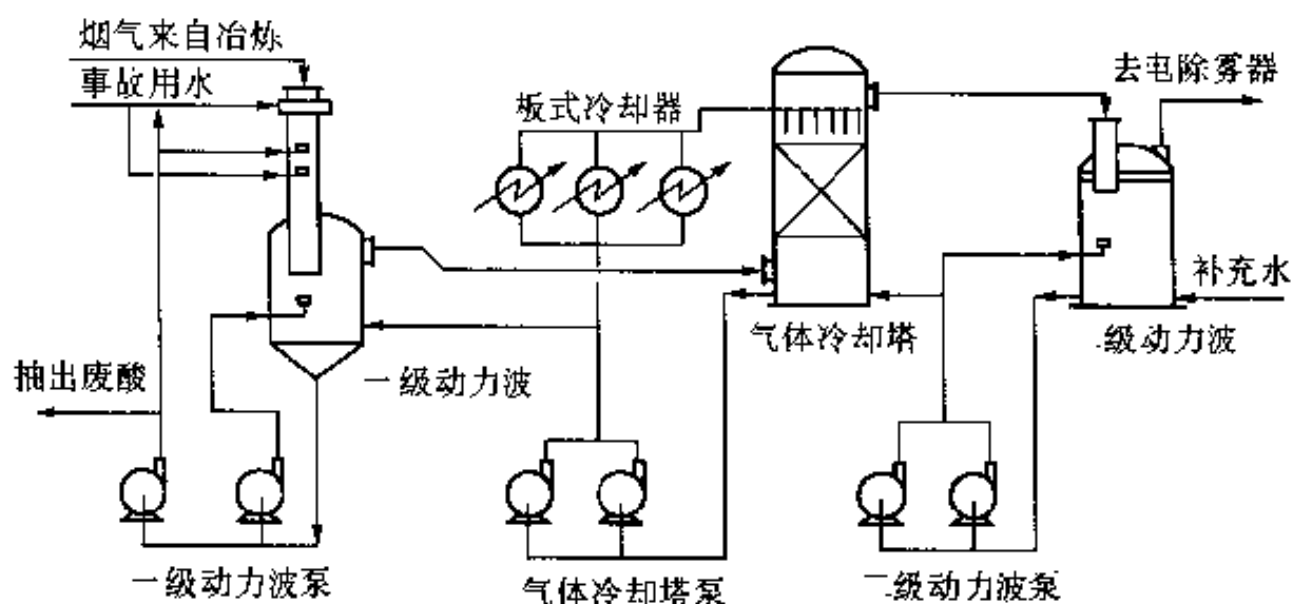 烟气来自冶炼
事故用水
板式冷却器
去电除雾器
补充水
气体冷却塔
级动力波
一级动力波
抽出废酸
一级动力波泵
气体冷却塔泵
二级动力波泵